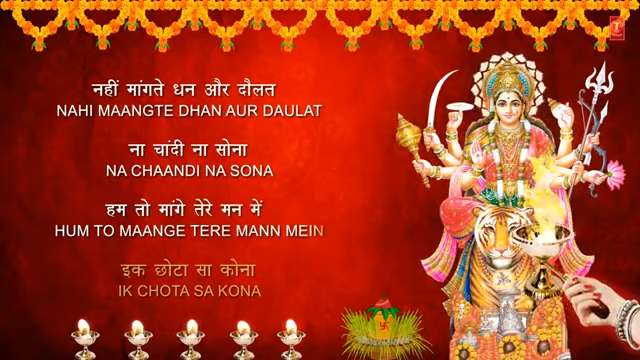 नहीं मांगते धन और दौलत
NAHI MAANGTE DHAN AUR DAULAT
ना चांदी ना सोना
NA CHAANDI NA SONA
हम तो मांगे तेरे मन में
HUM TO MAANGE TERE MANN MEIN
इक छोटा सा कोना
IK CHOTA SA KONA